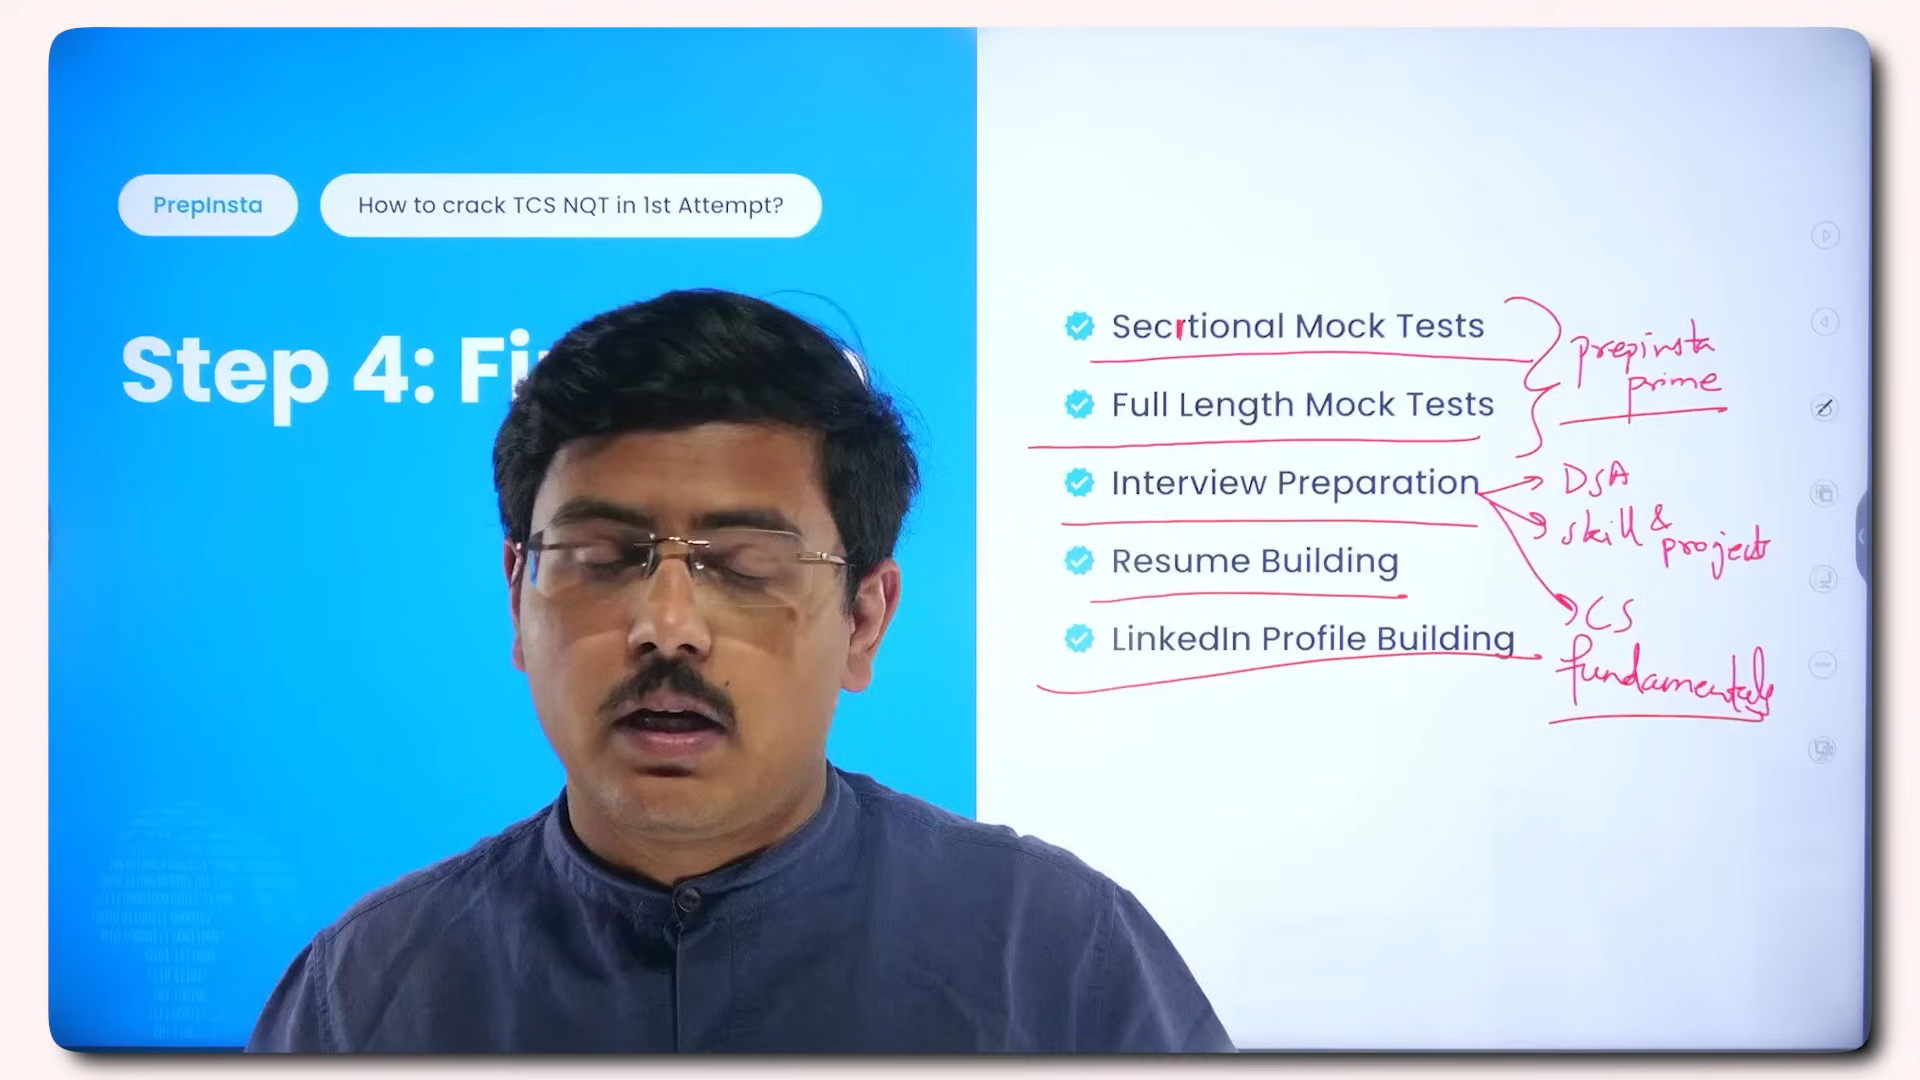 PrepInsta
How to crack TCS NQT in 1st Attempt?
Step 4:
Secrtional Mock Tests
Full Length Mock Tests
Interview Preparation
Resume Building
LinkedIn Profile Building
prepinsta
prime
DSA
skill &
project
CS
fundamentals